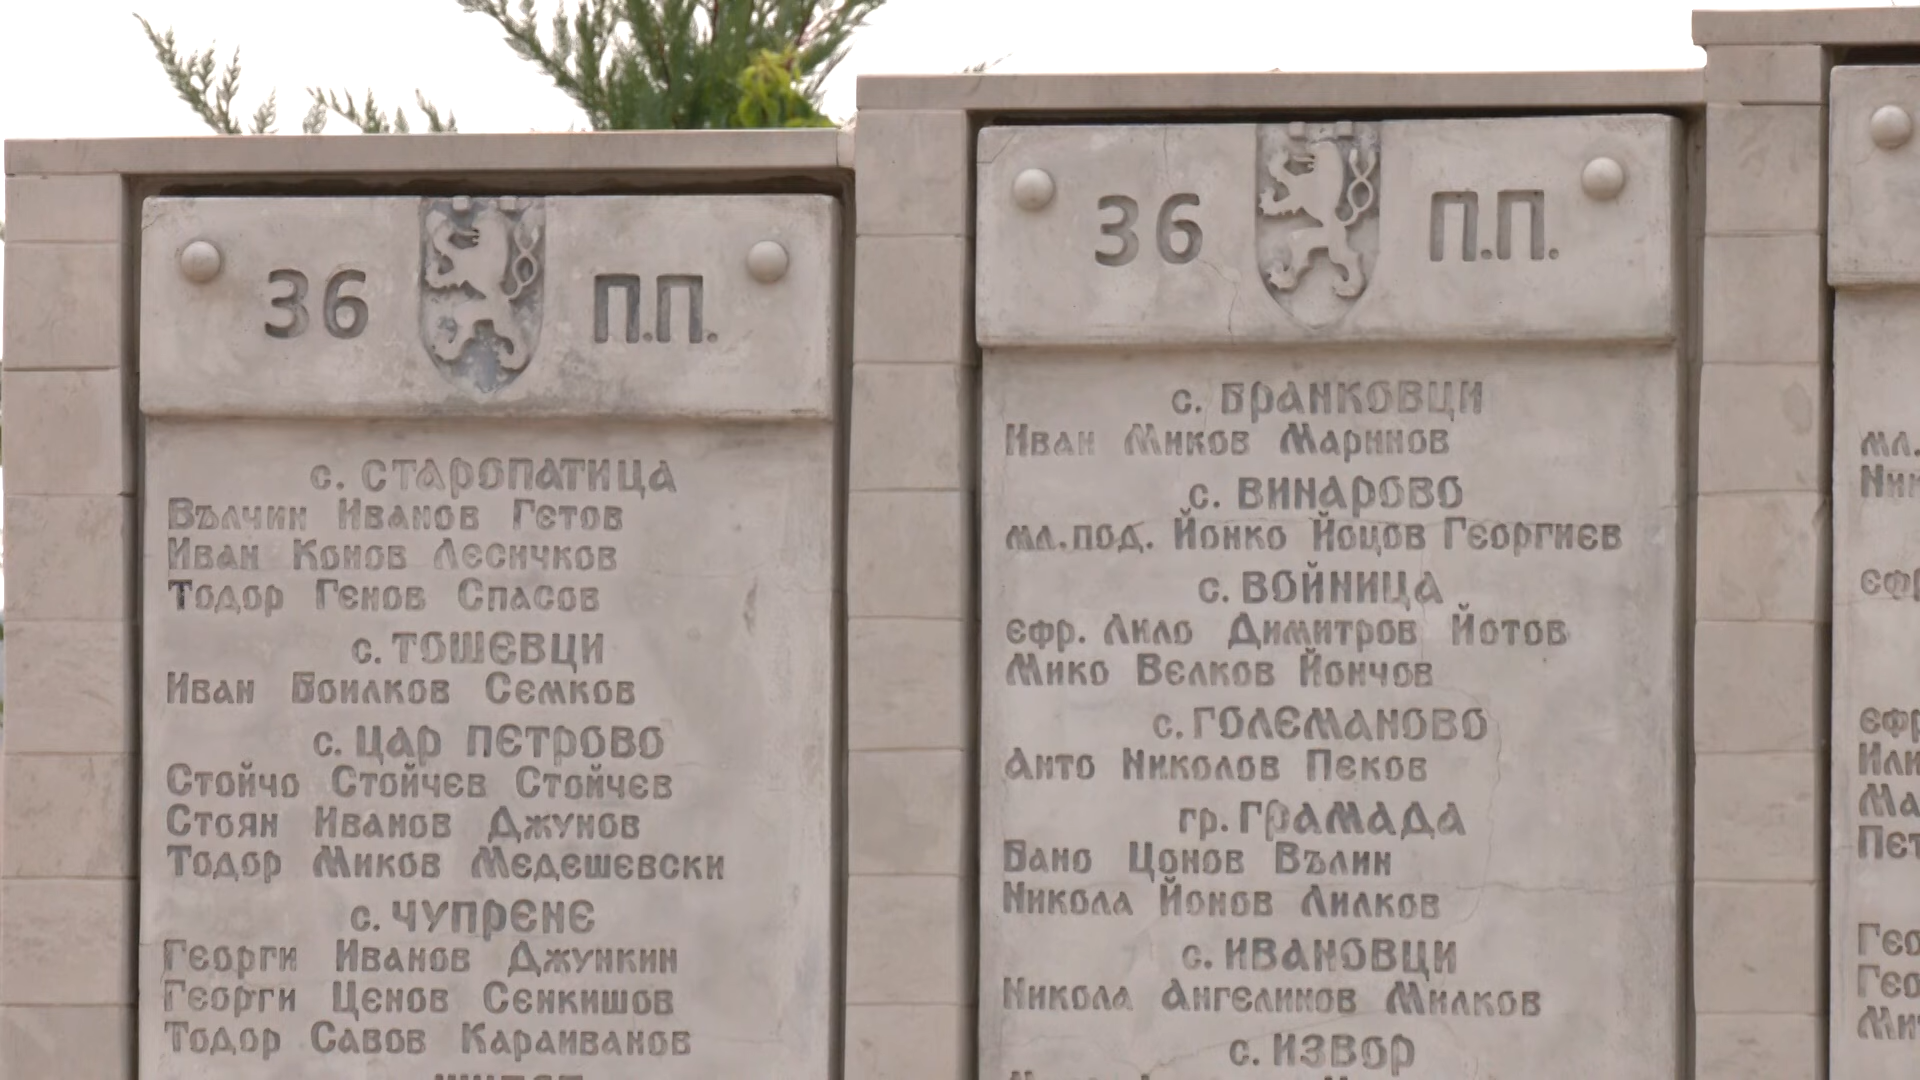 36 П.П.
с. СТАРОПАТИЦА
Вълчин Иванов Гетов
Иван Конов Лесичков
Тодор Генов Спасов
с. ТОШЕВЦИ
Иван Боилков Семков
с. ЦАР ПЕТРОВО
Стойчо Стойчев Стойчев
Стоян Иванов Джунов
Тодор Миков Медешевски
с. ЧУПРЕНЕ
Георги Иванов Джункин
Георги Ценов Сенкишов
Тодор Савов Караиванов
36 П.П.
с. БРАНКОВЦИ
Иван Миков Маринов
с. ВИНАРОВО
мл.под. Йонко Йоцов Георгиев
с. ВОЙНИЦА
ефр. Лило Димитров Йотов
Мико Велков Йончов
с. ГОЛЕМАНОВО
Анто Николов Пеков
гр. ГРАМАДА
Бано Цонов Вълин
Никола Йонов Лилков
с. ИВАНОВЦИ
Никола Ангелинов Милков
с. ИЗВОР
мл.